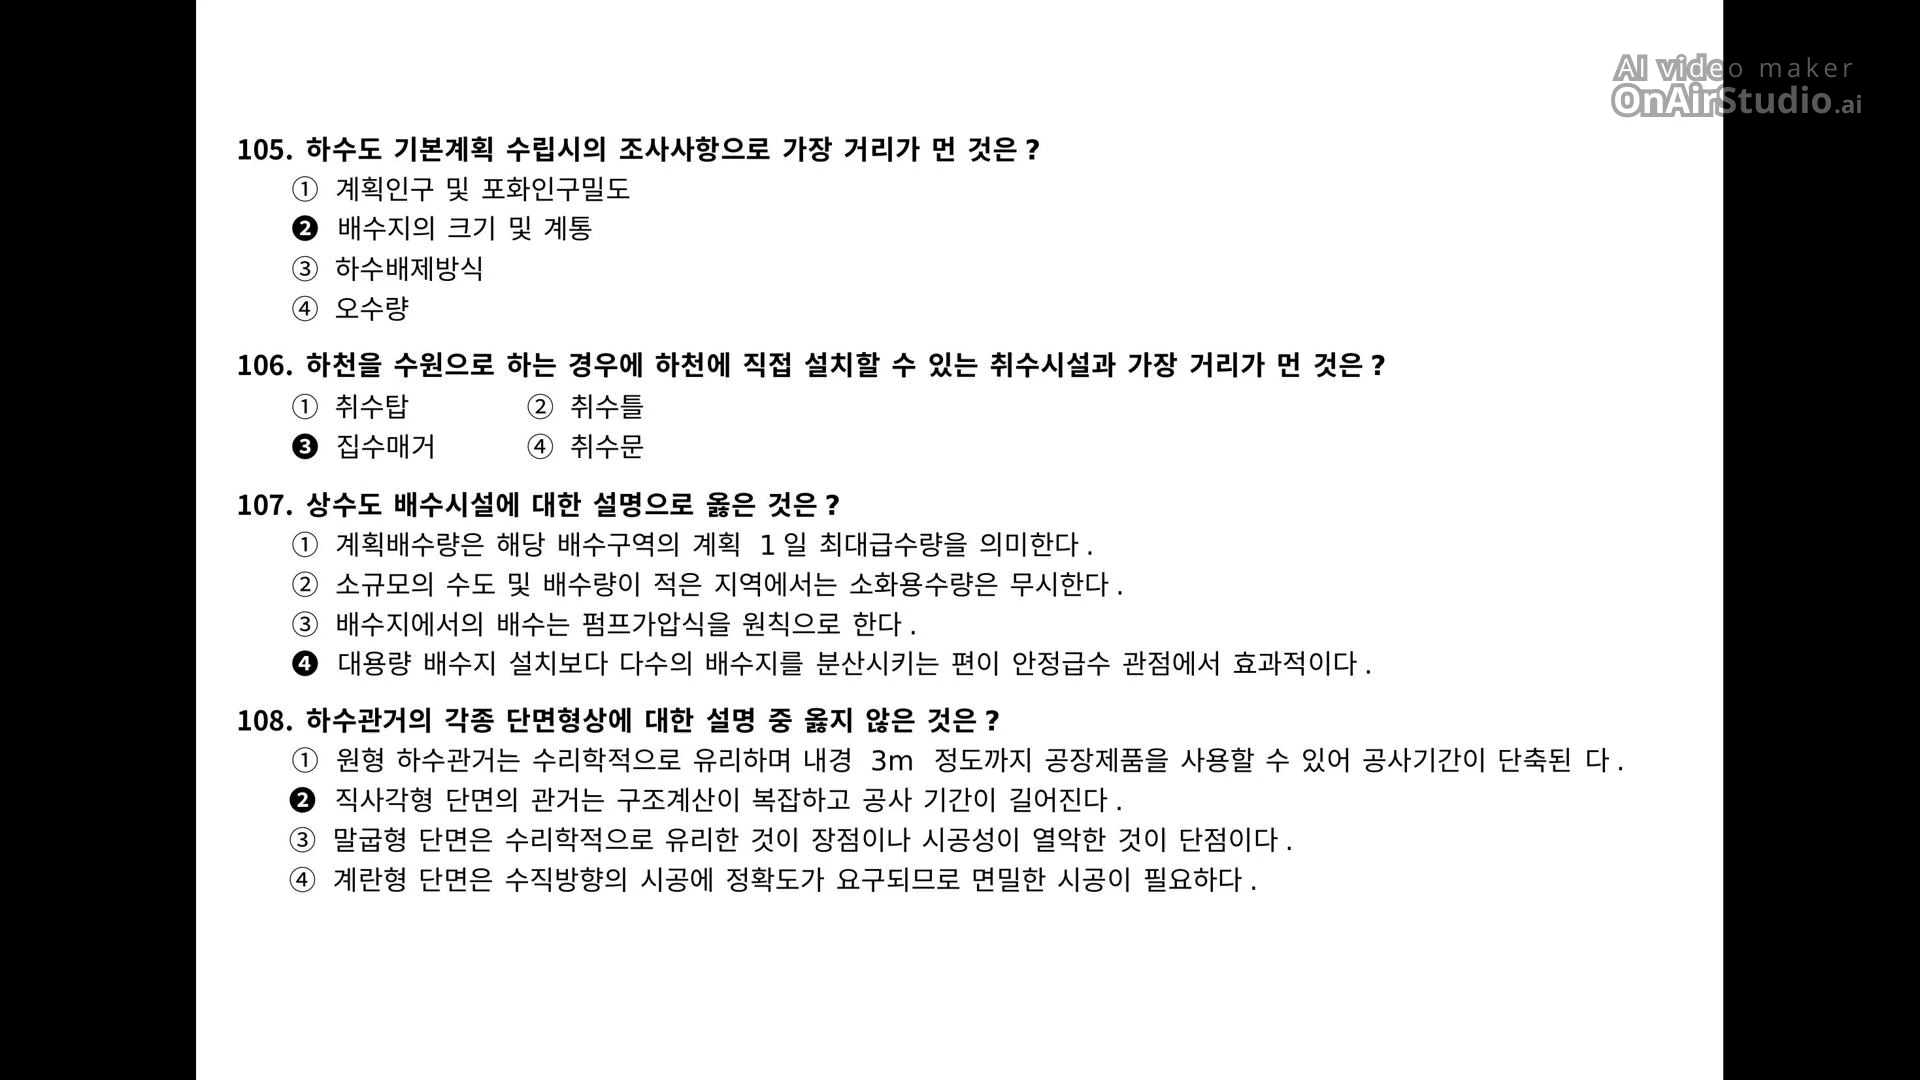 AI video maker
OnAirStudio.ai
105. 하수도 기본계획 수립시의 조사사항으로 가장 거리가 먼 것은?
① 계획인구 및 포화인구밀도
❷ 배수지의 크기 및 계통
③ 하수배제방식
④ 오수량
106. 하천을 수원으로 하는 경우에 하천에 직접 설치할 수 있는 취수시설과 가장 거리가 먼 것은?
① 취수탑 ② 취수틀
❸ 집수매거 ④ 취수문
107. 상수도 배수시설에 대한 설명으로 옳은 것은?
① 계획배수량은 해당 배수구역의 계획 1일 최대급수량을 의미한다.
② 소규모의 수도 및 배수량이 적은 지역에서는 소화용수량은 무시한다.
③ 배수지에서의 배수는 펌프가압식을 원칙으로 한다.
❹ 대용량 배수지 설치보다 다수의 배수지를 분산시키는 편이 안정급수 관점에서 효과적이다.
108. 하수관거의 각종 단면형상에 대한 설명 중 옳지 않은 것은?
① 원형 하수관거는 수리학적으로 유리하며 내경 3m 정도까지 공장제품을 사용할 수 있어 공사기간이 단축된 다.
❷ 직사각형 단면의 관거는 구조계산이 복잡하고 공사 기간이 길어진다.
③ 말굽형 단면은 수리학적으로 유리한 것이 장점이나 시공성이 열악한 것이 단점이다.
④ 계란형 단면은 수직방향의 시공에 정확도가 요구되므로 면밀한 시공이 필요하다.